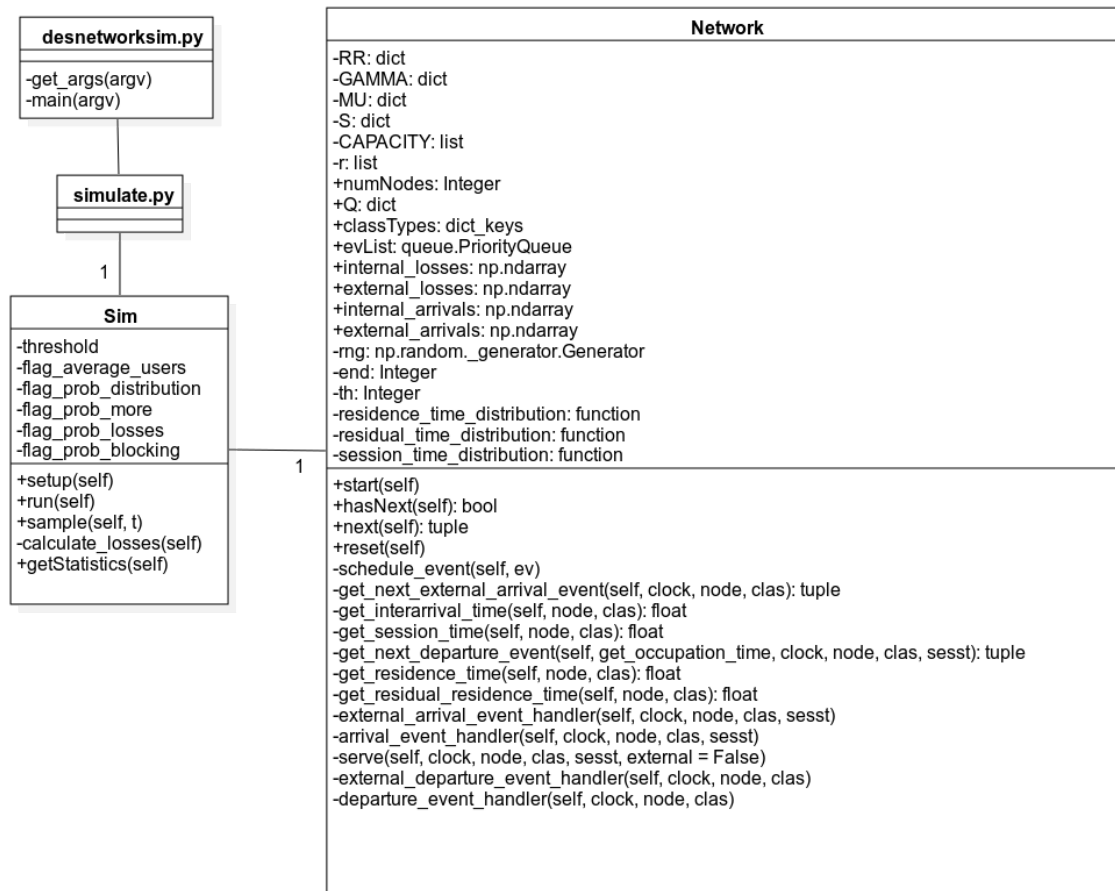 desnetworksim.py
-get_args(argv)
-main(argv)
simulate.py
1
Sim
-threshold
-flag_average_users
-flag_prob_distribution
-flag_prob_more
-flag_prob_losses
-flag_prob_blocking
+setup(self)
+run(self)
+sample(self, t)
-calculate_losses(self)
+getStatistics(self)
1
Network
-RR: dict
-GAMMA: dict
-MU: dict
-S: dict
-CAPACITY: list
-r: list
+numNodes: Integer
+Q: dict
+classTypes: dict_keys
+evList: queue.PriorityQueue
+internal_losses: np.ndarray
+external_losses: np.ndarray
+internal_arrivals: np.ndarray
+external_arrivals: np.ndarray
-rng: np.random._generator.Generator
-end: Integer
-th: Integer
-residence_time_distribution: function
-residual_time_distribution: function
-session_time_distribution: function
+start(self)
+hasNext(self): bool
+next(self): tuple
+reset(self)
-schedule_event(self, ev)
-get_next_external_arrival_event(self, clock, node, clas): tuple
-get_interarrival_time(self, node, clas): float
-get_session_time(self, node, clas): float
-get_next_departure_event(self, get_occupation_time, clock, node, clas, sesst): tuple
-get_residence_time(self, node, clas): float
-get_residual_residence_time(self, node, clas): float
-external_arrival_event_handler(self, clock, node, clas, sesst)
-arrival_event_handler(self, clock, node, clas, sesst)
-serve(self, clock, node, clas, sesst, external = False)
-external_departure_event_handler(self, clock, node, clas)
-departure_event_handler(self, clock, node, clas)